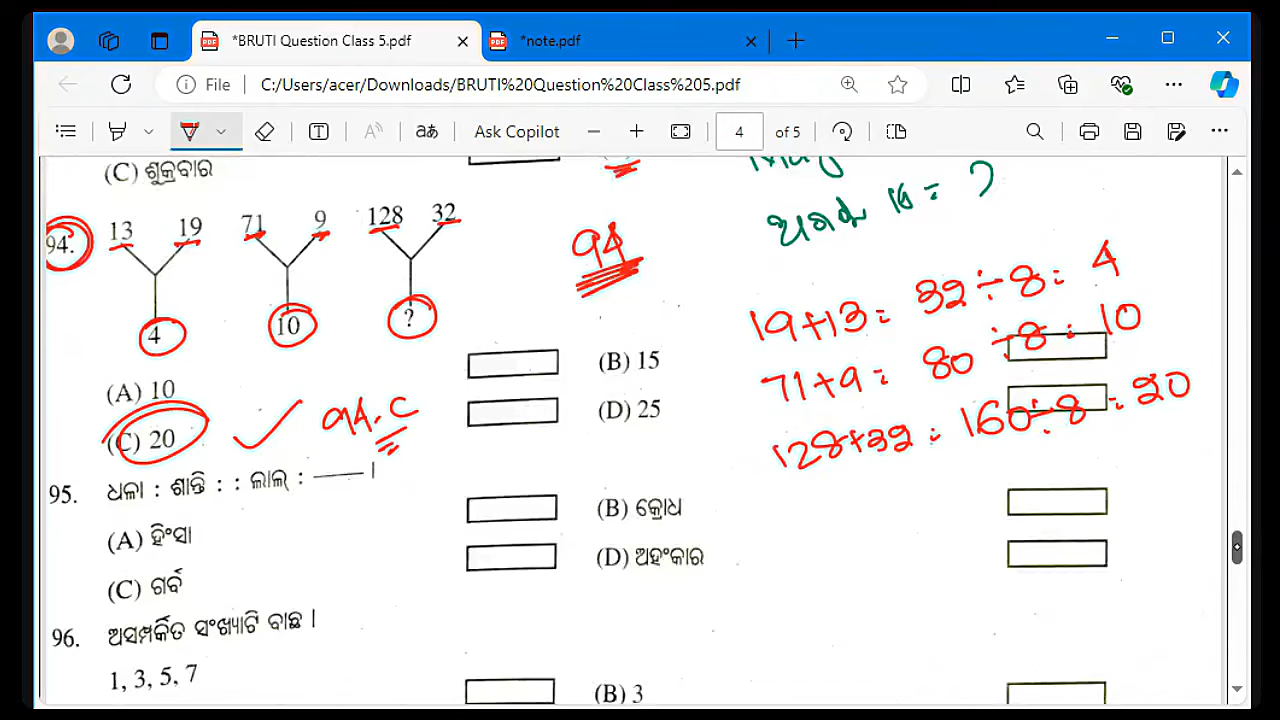 *BRUTI Question Class 5.pdf
*note.pdf
File C:/Users/acer/Downloads/BRUTI%20Question%20Class%205.pdf
Ask Copilot 4 of 5
(C) ଶୁକ୍ରବାର
94. 13 19 71 9 128 32
4 10 ?
94
19+13= 32÷8= 4
71+9= 80 ÷8= 10
128+32= 160÷8= 20
(A) 10 (B) 15
(C) 20 (D) 25
94. C
95. ଧଳା : ଶାନ୍ତି : : ଲାଲ୍ : —— ।
(A) ହିଂସା (B) କ୍ରୋଧ
(C) ଗର୍ବ (D) ଅହଂକାର
96. ଅସମ୍ପର୍କିତ ସଂଖ୍ୟାଟି ବାଛ ।
1, 3, 5, 7
(B) 3